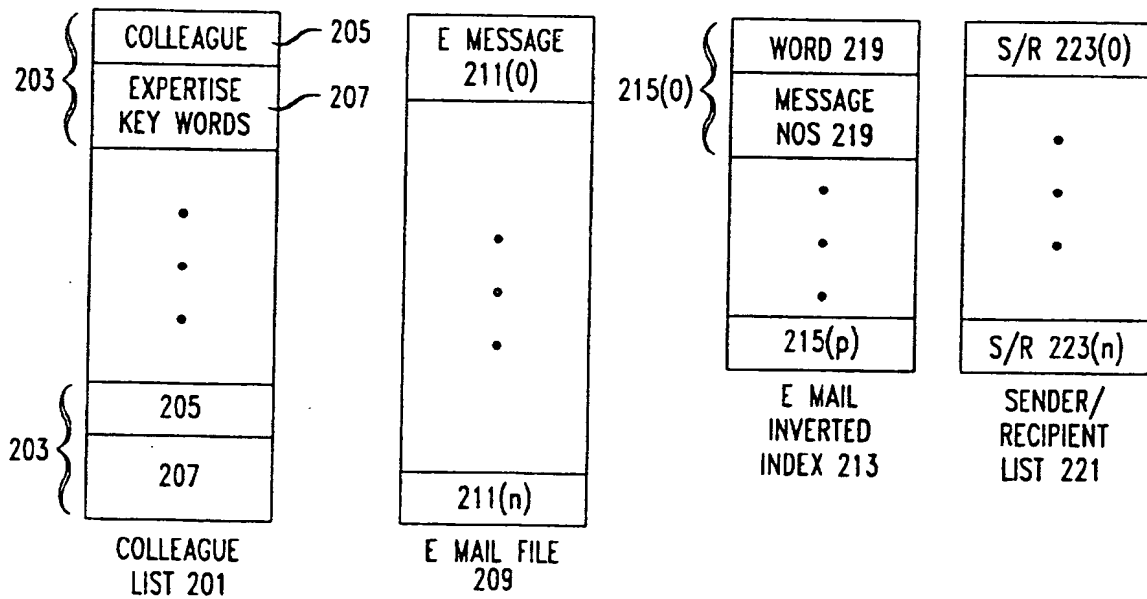 203
COLLEAGUE
205
EXPERTISE
KEY WORDS
207
203
205
207
COLLEAGUE
LIST 201
E MESSAGE
211(0)
211(n)
E MAIL FILE
209
215(0)
WORD 219
MESSAGE
NOS 219
215(p)
E MAIL
INVERTED
INDEX 213
S/R 223(0)
S/R 223(n)
SENDER/
RECIPIENT
LIST 221